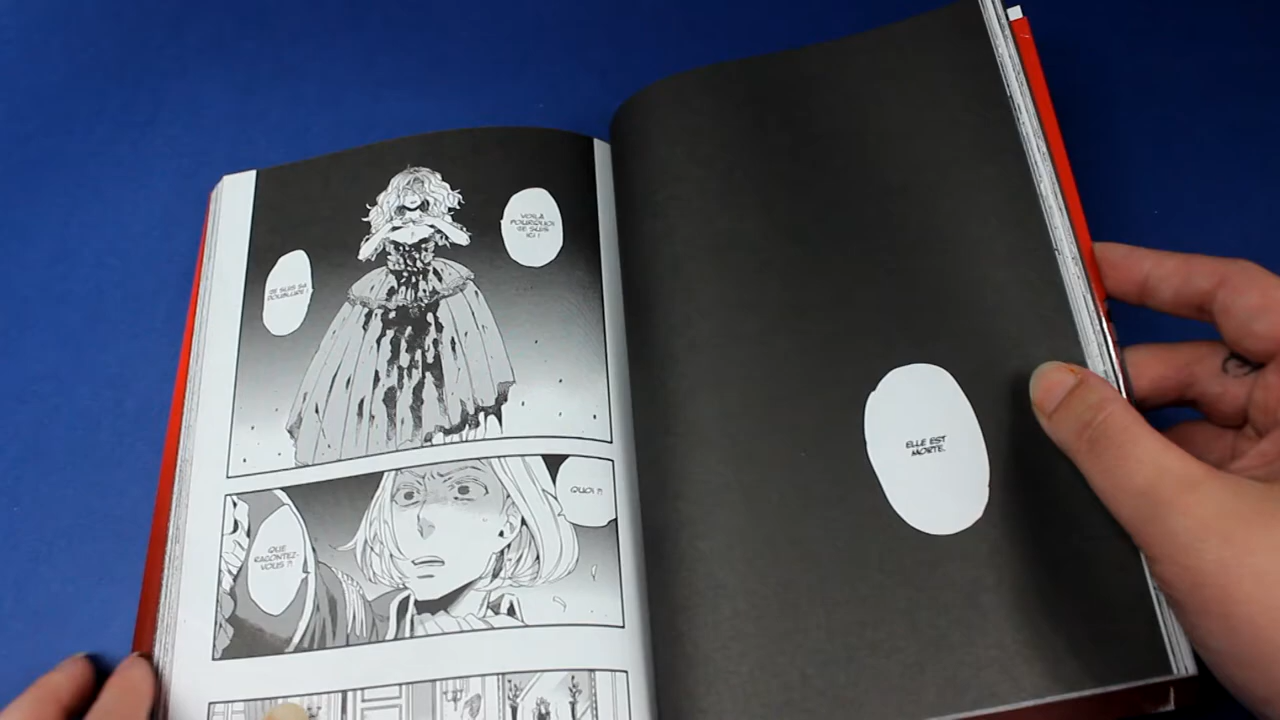 VOILÀ
POURQUOI
JE SUIS
ICI !
JE SUIS SA
DOUBLURE !
QUOI ?!
QUE
RACONTEZ-
VOUS ?!
ELLE EST
MORTE.